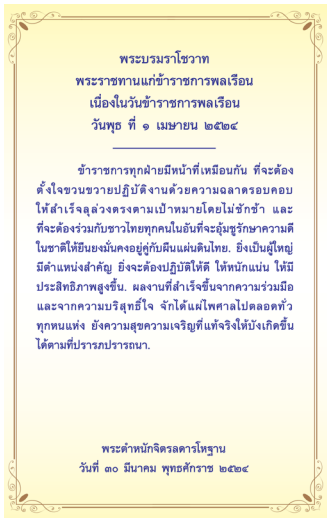 พระบรมราโชวาท
พระราชทานแก่ข้าราชการพลเรือน
เนื่องในวันข้าราชการพลเรือน
วันพุธ ที่ ๑ เมษายน ๒๕๒๔
ข้าราชการทุกฝ่ายมีหน้าที่เหมือนกัน ที่จะต้อง
ตั้งใจขวนขวายปฏิบัติงานด้วยความฉลาดรอบคอบ
ให้สำเร็จลุล่วงตรงตามเป้าหมายโดยไม่ชักช้า และ
ที่จะต้องร่วมกับชาวไทยทุกคนในอันที่จะอุ้มชูรักษาความดี
ในชาติให้ยืนยงมั่นคงอยู่คู่กับผืนแผ่นดินไทย. ยิ่งเป็นผู้ใหญ่
มีตำแหน่งสำคัญ ยิ่งจะต้องปฏิบัติให้ดี ให้หนักแน่น ให้มี
ประสิทธิภาพสูงขึ้น. ผลงานที่สำเร็จขึ้นจากความร่วมมือ
และจากความบริสุทธิ์ใจ จักได้แผ่ไพศาลไปตลอดทั่ว
ทุกหนแห่ง ยังความสุขความเจริญที่แท้จริงให้บังเกิดขึ้น
ได้ตามที่ปรารภปรารถนา.
พระตำหนักจิตรลดารโหฐาน
วันที่ ๓๐ มีนาคม พุทธศักราช ๒๕๒๔